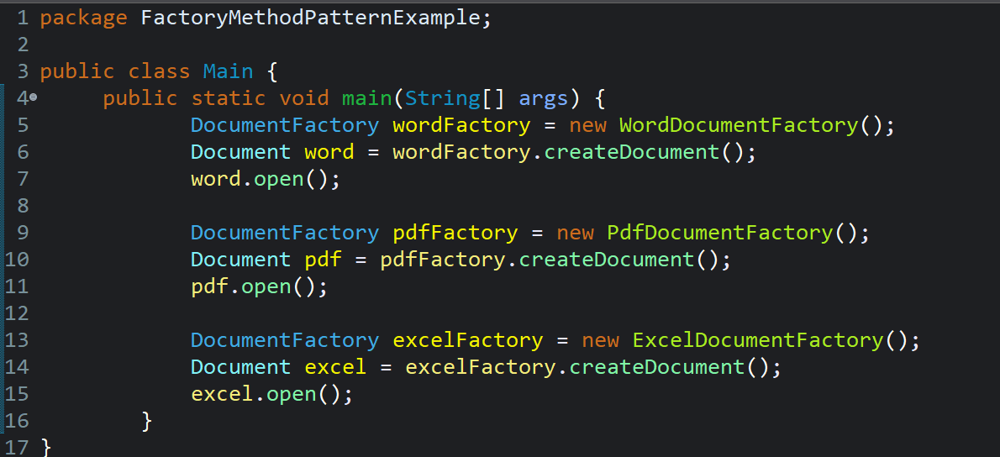 1 package FactoryMethodPatternExample;
2
3 public class Main {
4 public static void main(String[] args) {
5 DocumentFactory wordFactory = new WordDocumentFactory();
6 Document word = wordFactory.createDocument();
7 word.open();
8
9 DocumentFactory pdfFactory = new PdfDocumentFactory();
10 Document pdf = pdfFactory.createDocument();
11 pdf.open();
12
13 DocumentFactory excelFactory = new ExcelDocumentFactory();
14 Document excel = excelFactory.createDocument();
15 excel.open();
16 }
17 }